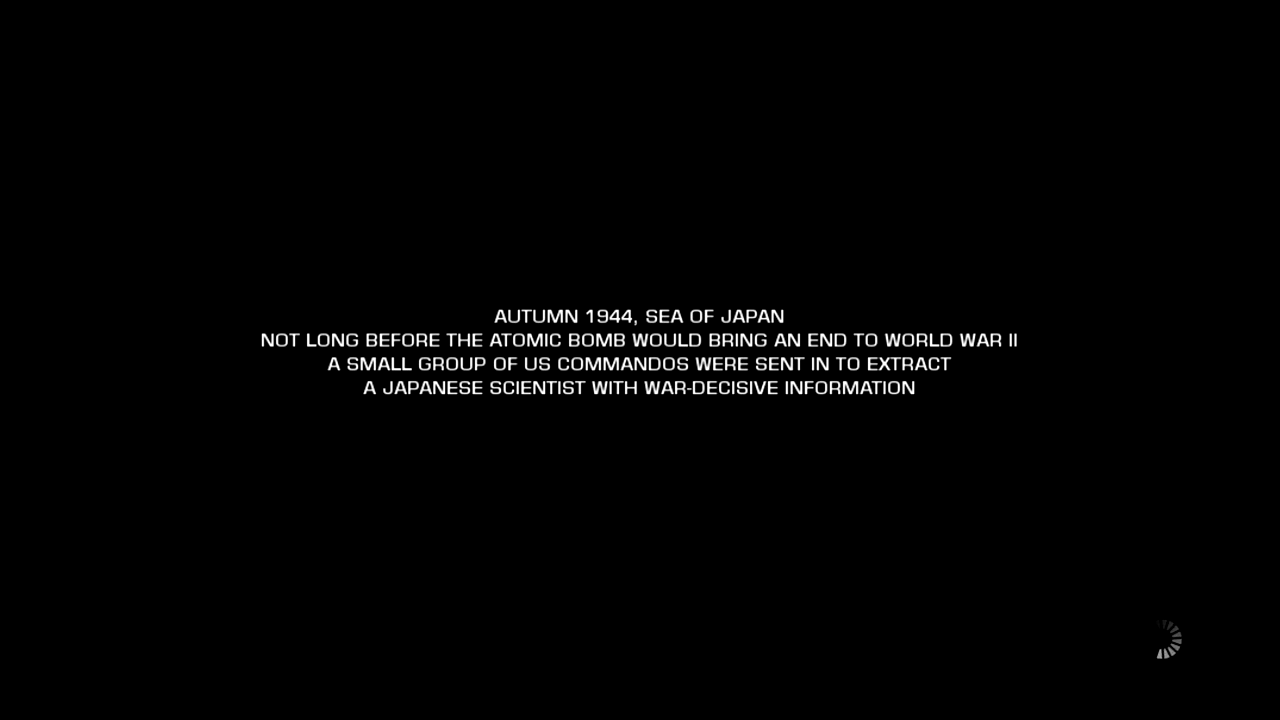 AUTUMN 1944, SEA OF JAPAN
NOT LONG BEFORE THE ATOMIC BOMB WOULD BRING AN END TO WORLD WAR II
A SMALL GROUP OF US COMMANDOS WERE SENT IN TO EXTRACT
A JAPANESE SCIENTIST WITH WAR-DECISIVE INFORMATION